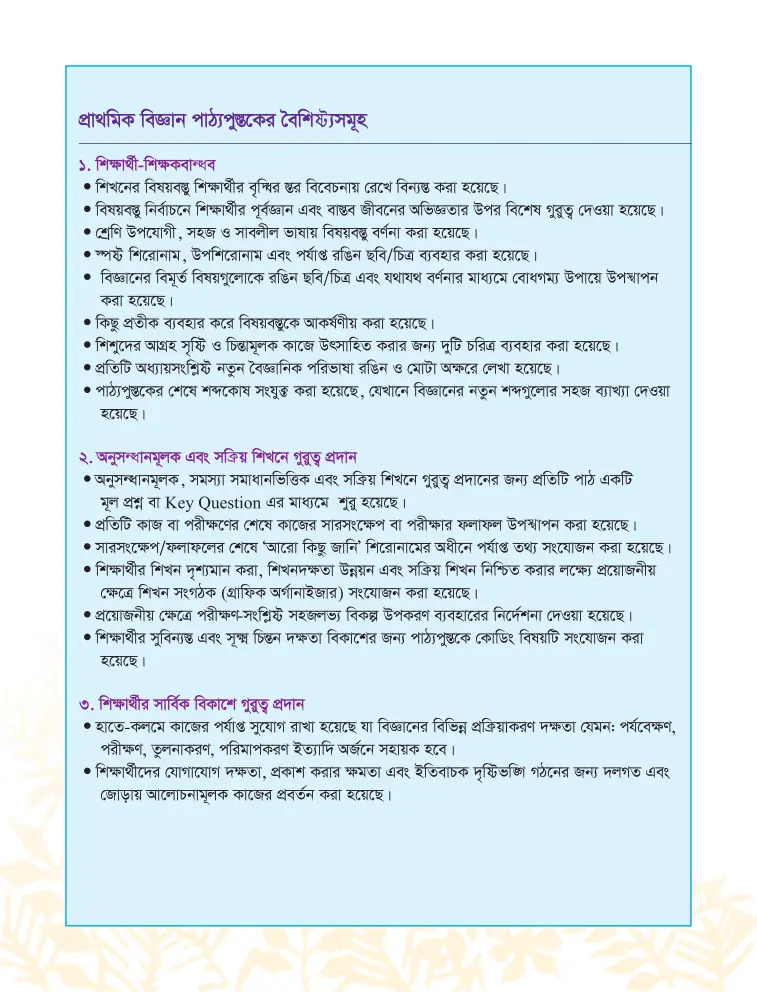 প্রাথমিক বিজ্ঞান পাঠ্যপুস্তকের বৈশিষ্ট্যসমূহ
১. শিক্ষার্থী-শিক্ষকবান্ধব
• শিখনের বিষয়বস্তু শিক্ষার্থীর বৃদ্ধির স্তর বিবেচনায় রেখে বিন্যস্ত করা হয়েছে।
• বিষয়বস্তু নির্বাচনে শিক্ষার্থীর পূর্বজ্ঞান এবং বাস্তব জীবনের অভিজ্ঞতার উপর বিশেষ গুরুত্ব দেওয়া হয়েছে।
• শ্রেণি উপযোগী, সহজ ও সাবলীল ভাষায় বিষয়বস্তু বর্ণনা করা হয়েছে।
• স্পষ্ট শিরোনাম, উপশিরোনাম এবং পর্যাপ্ত রঙিন ছবি/চিত্র ব্যবহার করা হয়েছে।
• বিজ্ঞানের বিমূর্ত বিষয়গুলোকে রঙিন ছবি/চিত্র এবং যথাযথ বর্ণনার মাধ্যমে বোধগম্য উপায়ে উপস্থাপন
করা হয়েছে।
• কিছু প্রতীক ব্যবহার করে বিষয়বস্তুকে আকর্ষণীয় করা হয়েছে।
• শিশুদের আগ্রহ সৃষ্টি ও চিন্তামূলক কাজে উৎসাহিত করার জন্য দুটি চরিত্র ব্যবহার করা হয়েছে।
• প্রতিটি অধ্যায়সংশ্লিষ্ট নতুন বৈজ্ঞানিক পরিভাষা রঙিন ও মোটা অক্ষরে লেখা হয়েছে।
• পাঠ্যপুস্তকের শেষে শব্দকোষ সংযুক্ত করা হয়েছে, যেখানে বিজ্ঞানের নতুন শব্দগুলোর সহজ ব্যাখ্যা দেওয়া
হয়েছে।
২. অনুসন্ধানমূলক এবং সক্রিয় শিখনে গুরুত্ব প্রদান
• অনুসন্ধানমূলক, সমস্যা সমাধানভিত্তিক এবং সক্রিয় শিখনে গুরুত্ব প্রদানের জন্য প্রতিটি পাঠ একটি
মূল প্রশ্ন বা Key Question এর মাধ্যমে শুরু হয়েছে।
• প্রতিটি কাজ বা পরীক্ষণের শেষে কাজের সারসংক্ষেপ বা পরীক্ষার ফলাফল উপস্থাপন করা হয়েছে।
• সারসংক্ষেপ/ফলাফলের শেষে ‘আরো কিছু জানি’ শিরোনামের অধীনে পর্যাপ্ত তথ্য সংযোজন করা হয়েছে।
• শিক্ষার্থীর শিখন দৃশ্যমান করা, শিখনদক্ষতা উন্নয়ন এবং সক্রিয় শিখন নিশ্চিত করার লক্ষ্যে প্রয়োজনীয়
ক্ষেত্রে শিখন সংগঠক (গ্রাফিক অর্গানাইজার) সংযোজন করা হয়েছে।
• প্রয়োজনীয় ক্ষেত্রে পরীক্ষণ-সংশ্লিষ্ট সহজলভ্য বিকল্প উপকরণ ব্যবহারের নির্দেশনা দেওয়া হয়েছে।
• শিক্ষার্থীর সুবিন্যস্ত এবং সূক্ষ্ম চিন্তন দক্ষতা বিকাশের জন্য পাঠ্যপুস্তকে কোডিং বিষয়টি সংযোজন করা
হয়েছে।
৩. শিক্ষার্থীর সার্বিক বিকাশে গুরুত্ব প্রদান
• হাতে-কলমে কাজের পর্যাপ্ত সুযোগ রাখা হয়েছে যা বিজ্ঞানের বিভিন্ন প্রক্রিয়াকরণ দক্ষতা যেমন: পর্যবেক্ষণ,
পরীক্ষণ, তুলনাকরণ, পরিমাপকরণ ইত্যাদি অর্জনে সহায়ক হবে।
• শিক্ষার্থীদের যোগাযোগ দক্ষতা, প্রকাশ করার ক্ষমতা এবং ইতিবাচক দৃষ্টিভঙ্গি গঠনের জন্য দলগত এবং
জোড়ায় আলোচনামূলক কাজের প্রবর্তন করা হয়েছে।